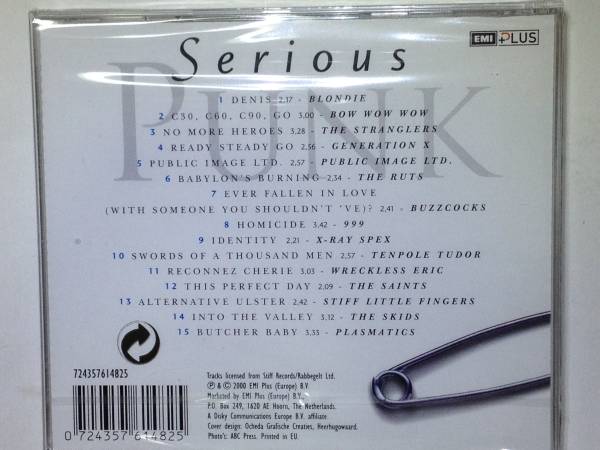 Serious
PUNK
EMI PLUS
1 DENIS 2,17 - BLONDIE
2 C30, C60, C90, GO 3,00 - BOW WOW WOW
3 NO MORE HEROES 3,28 - THE STRANGLERS
4 READY STEADY GO 2,56 - GENERATION X
5 PUBLIC IMAGE LTD. 2,57 - PUBLIC IMAGE LTD.
6 BABYLON'S BURNING 2,34 - THE RUTS
7 EVER FALLEN IN LOVE
(WITH SOMEONE YOU SHOULDN'T 'VE)? 2,41 - BUZZCOCKS
8 HOMICIDE 3,42 - 999
9 IDENTITY 2,21 - X-RAY SPEX
10 SWORDS OF A THOUSAND MEN 2,57 - TENPOLE TUDOR
11 RECONNEZ CHERIE 3,03 - WRECKLESS ERIC
12 THIS PERFECT DAY 2,09 - THE SAINTS
13 ALTERNATIVE ULSTER 2,42 - STIFF LITTLE FINGERS
14 INTO THE VALLEY 3,12 - THE SKIDS
15 BUTCHER BABY 3,33 - PLASMATICS
724357614825
0 724357 614825
Tracks licensed from Stiff Records/Rabbegelt Ltd.
℗ & © 2000 EMI Plus (Europe) B.V.
Marketed by EMI Plus (Europe) B.V.,
P.O. Box 249, 1620 AE Hoorn, The Netherlands.
A Disky Communications Europe B.V. affiliate.
Cover design: Ocheda Grafische Creaties, Heerhugowaard.
Photo's: ABC Press. Printed in EU